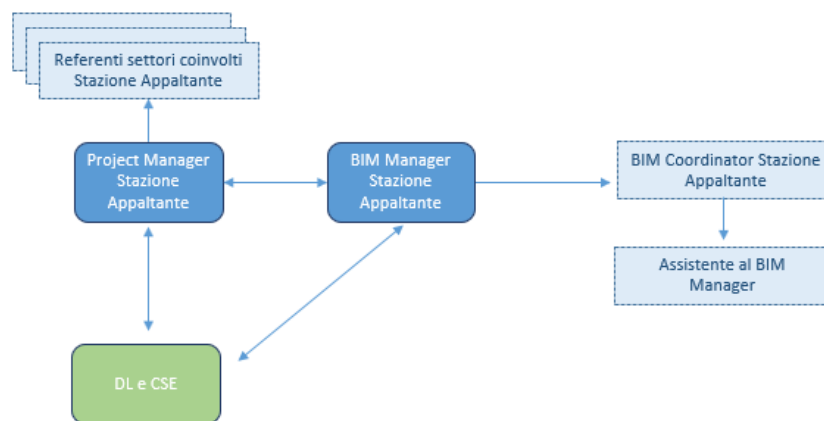 Referenti settori coinvolti
Stazione Appaltante
Project Manager
Stazione
Appaltante
BIM Manager
Stazione
Appaltante
BIM Coordinator Stazione
Appaltante
Assistente al BIM
Manager
DL e CSE